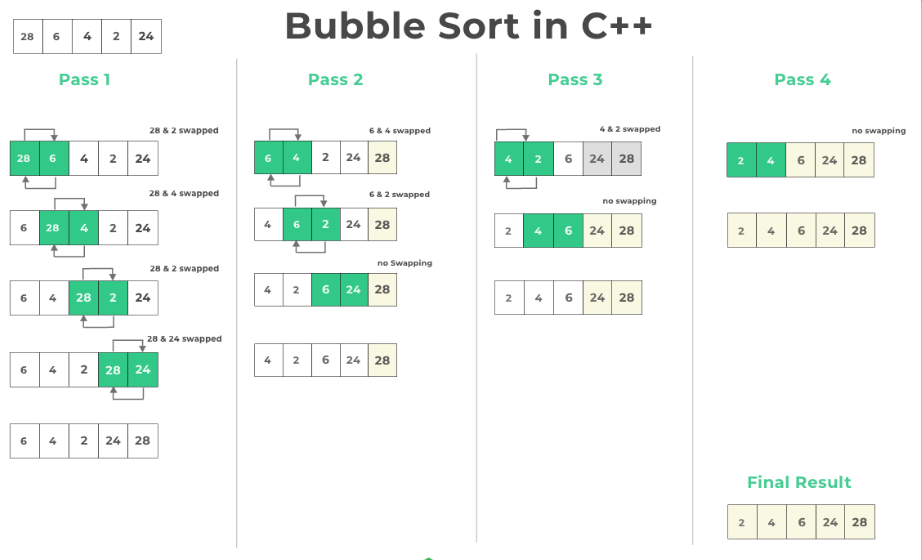 Bubble Sort in C++
28 6 4 2 24
Pass 1
28 & 2 swapped
28 6 4 2 24
28 & 4 swapped
6 28 4 2 24
28 & 2 swapped
6 4 28 2 24
28 & 24 swapped
6 4 2 28 24
6 4 2 24 28
Pass 2
6 & 4 swapped
6 4 2 24 28
6 & 2 swapped
4 6 2 24 28
no Swapping
4 2 6 24 28
4 2 6 24 28
Pass 3
4 & 2 swapped
4 2 6 24 28
no swapping
2 4 6 24 28
2 4 6 24 28
Pass 4
no swapping
2 4 6 24 28
2 4 6 24 28
Final Result
2 4 6 24 28